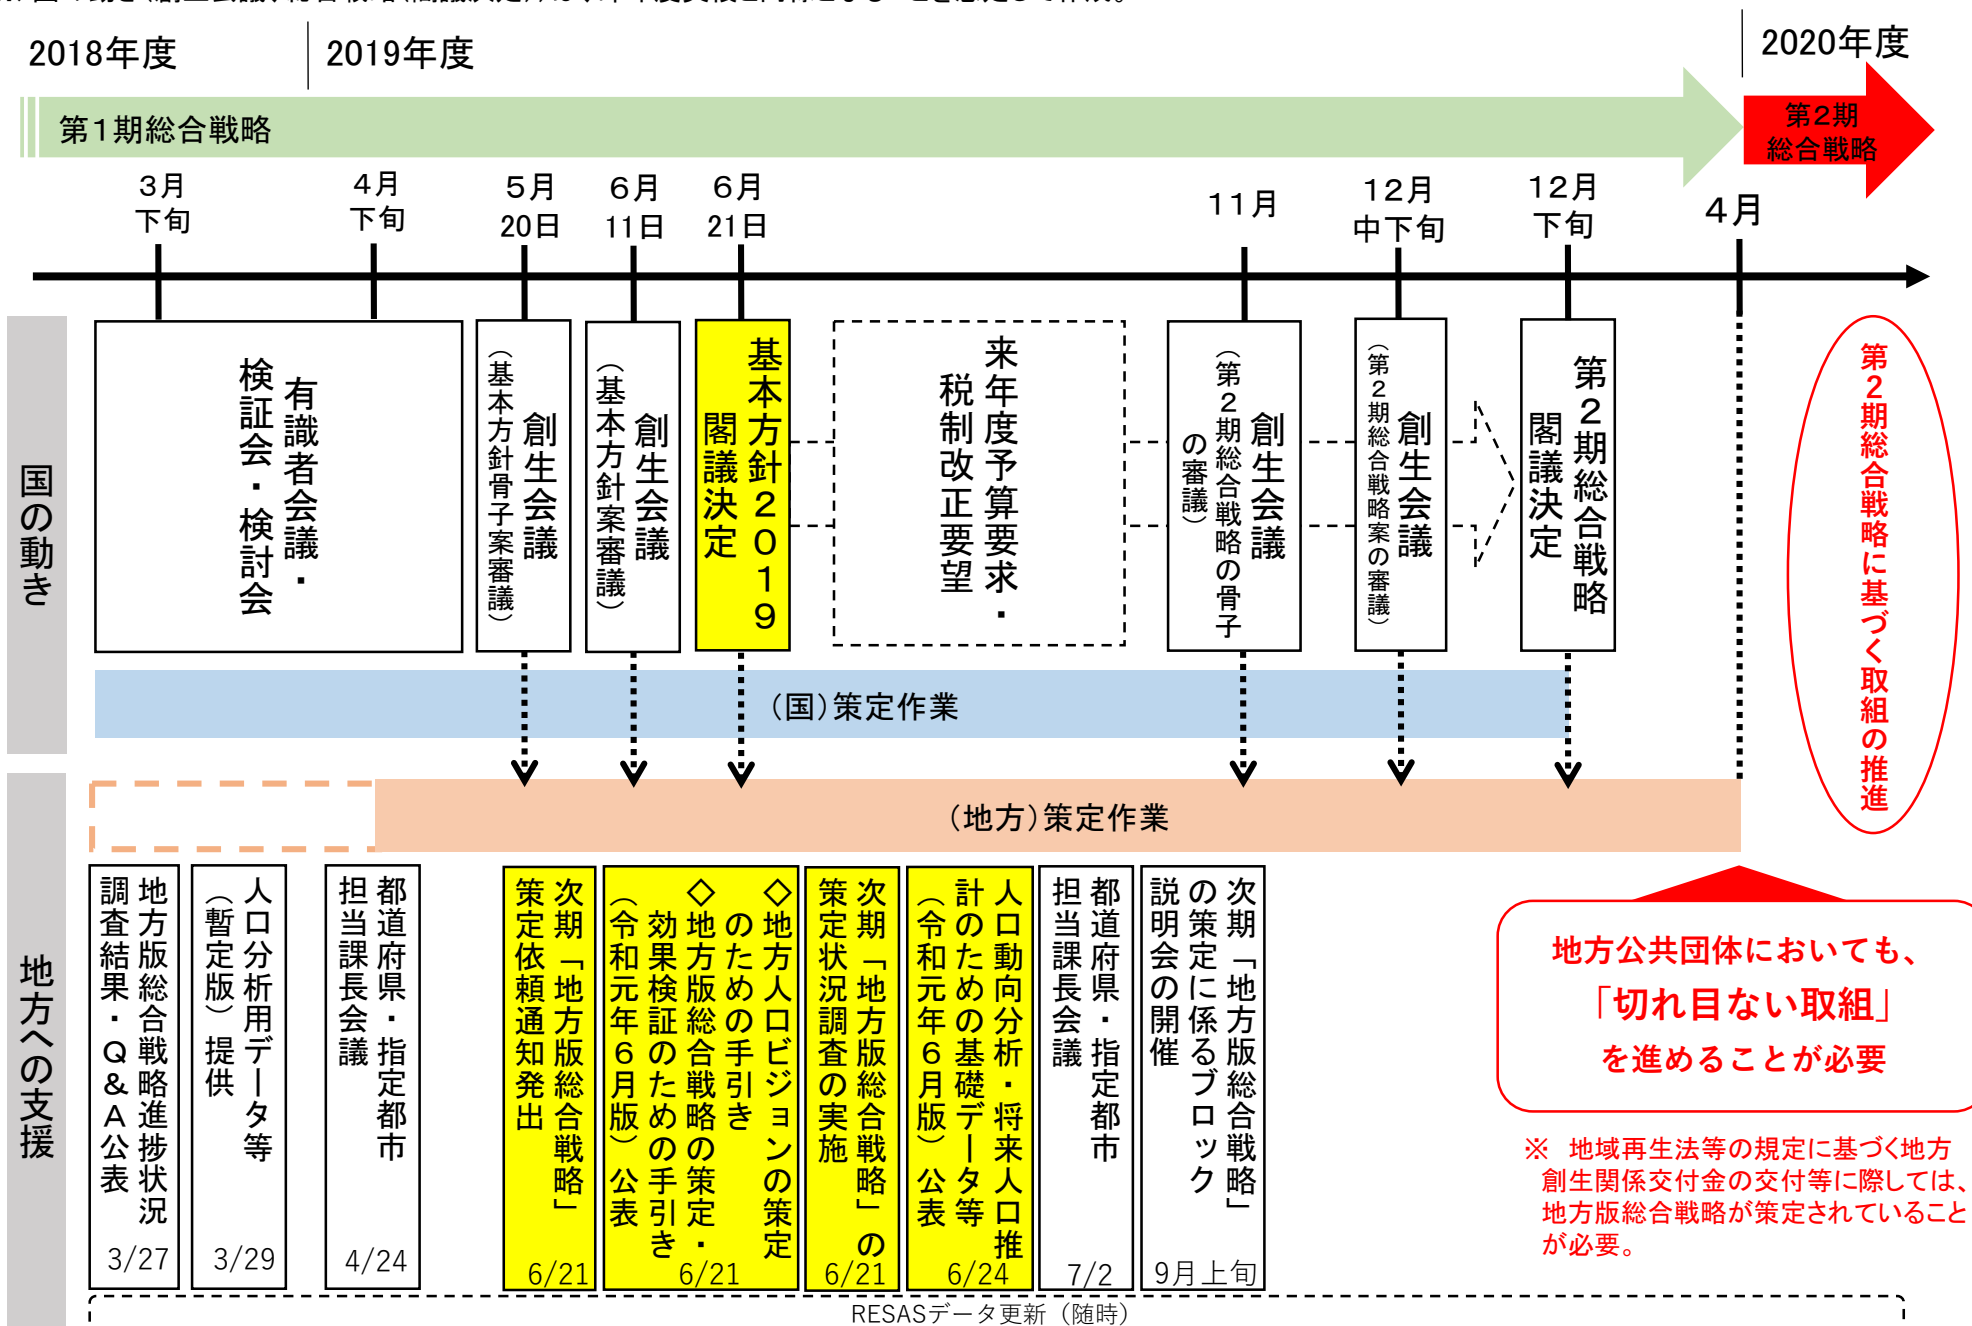 2018年度
2019年度
2020年度
第1期総合戦略
第2期
総合戦略
3月
下旬
4月
下旬
5月
20日
6月
11日
6月
21日
11月
12月
中下旬
12月
下旬
4月
国の動き
有識者会議・
検証会・検討会
創生会議
（基本方針骨子案審議）
創生会議
（基本方針案審議）
基本方針2019
閣議決定
来年度予算要求・
税制改正要望
創生会議
（第2期総合戦略の骨子
の審議）
創生会議
（第2期総合戦略案の審議）
第2期総合戦略
閣議決定
第2期総合戦略に基づく取組の推進
（国）策定作業
（地方）策定作業
地方への支援
地方版総合戦略進捗状況
調査結果・Q&A公表
3/27
人口分析用データ等
（暫定版）提供
3/29
都道府県・指定都市
担当課長会議
4/24
次期「地方版総合戦略」
策定依頼通知発出
6/21
◇地方人口ビジョンの策定
のための手引き
◇地方版総合戦略の策定・
効果検証のための手引き
（令和元年6月版）公表
6/21
次期「地方版総合戦略」の
策定状況調査の実施
6/21
人口動向分析・将来人口推
計のための基礎データ等
（令和元年6月版）公表
6/24
都道府県・指定都市
担当課長会議
7/2
次期「地方版総合戦略」
の策定に係るブロック
説明会の開催
9月上旬
地方公共団体においても、
「切れ目ない取組」
を進めることが必要
※ 地域再生法等の規定に基づく地方
創生関係交付金の交付等に際しては、
地方版総合戦略が策定されていること
が必要。
RESASデータ更新（随時）